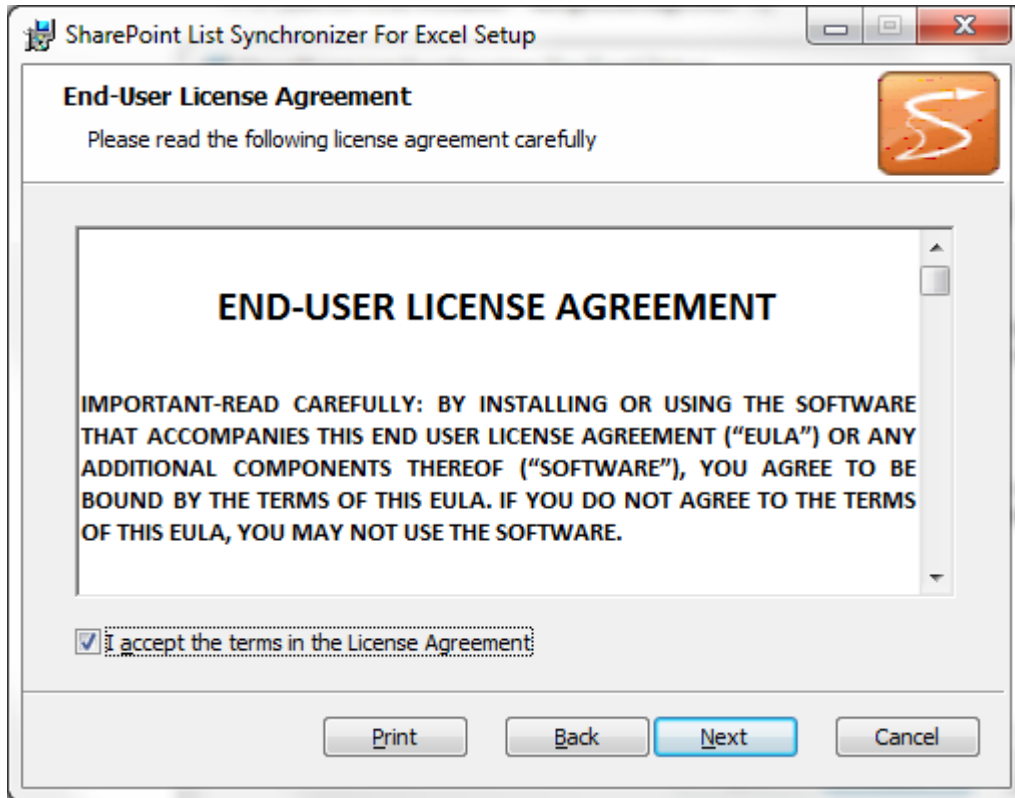 SharePoint List Synchronizer For Excel Setup
End-User License Agreement
Please read the following license agreement carefully
END-USER LICENSE AGREEMENT
IMPORTANT-READ CAREFULLY: BY INSTALLING OR USING THE SOFTWARE
THAT ACCOMPANIES THIS END USER LICENSE AGREEMENT (“EULA”) OR ANY
ADDITIONAL COMPONENTS THEREOF (“SOFTWARE”), YOU AGREE TO BE
BOUND BY THE TERMS OF THIS EULA. IF YOU DO NOT AGREE TO THE TERMS
OF THIS EULA, YOU MAY NOT USE THE SOFTWARE.
I accept the terms in the License Agreement
Print Back Next Cancel